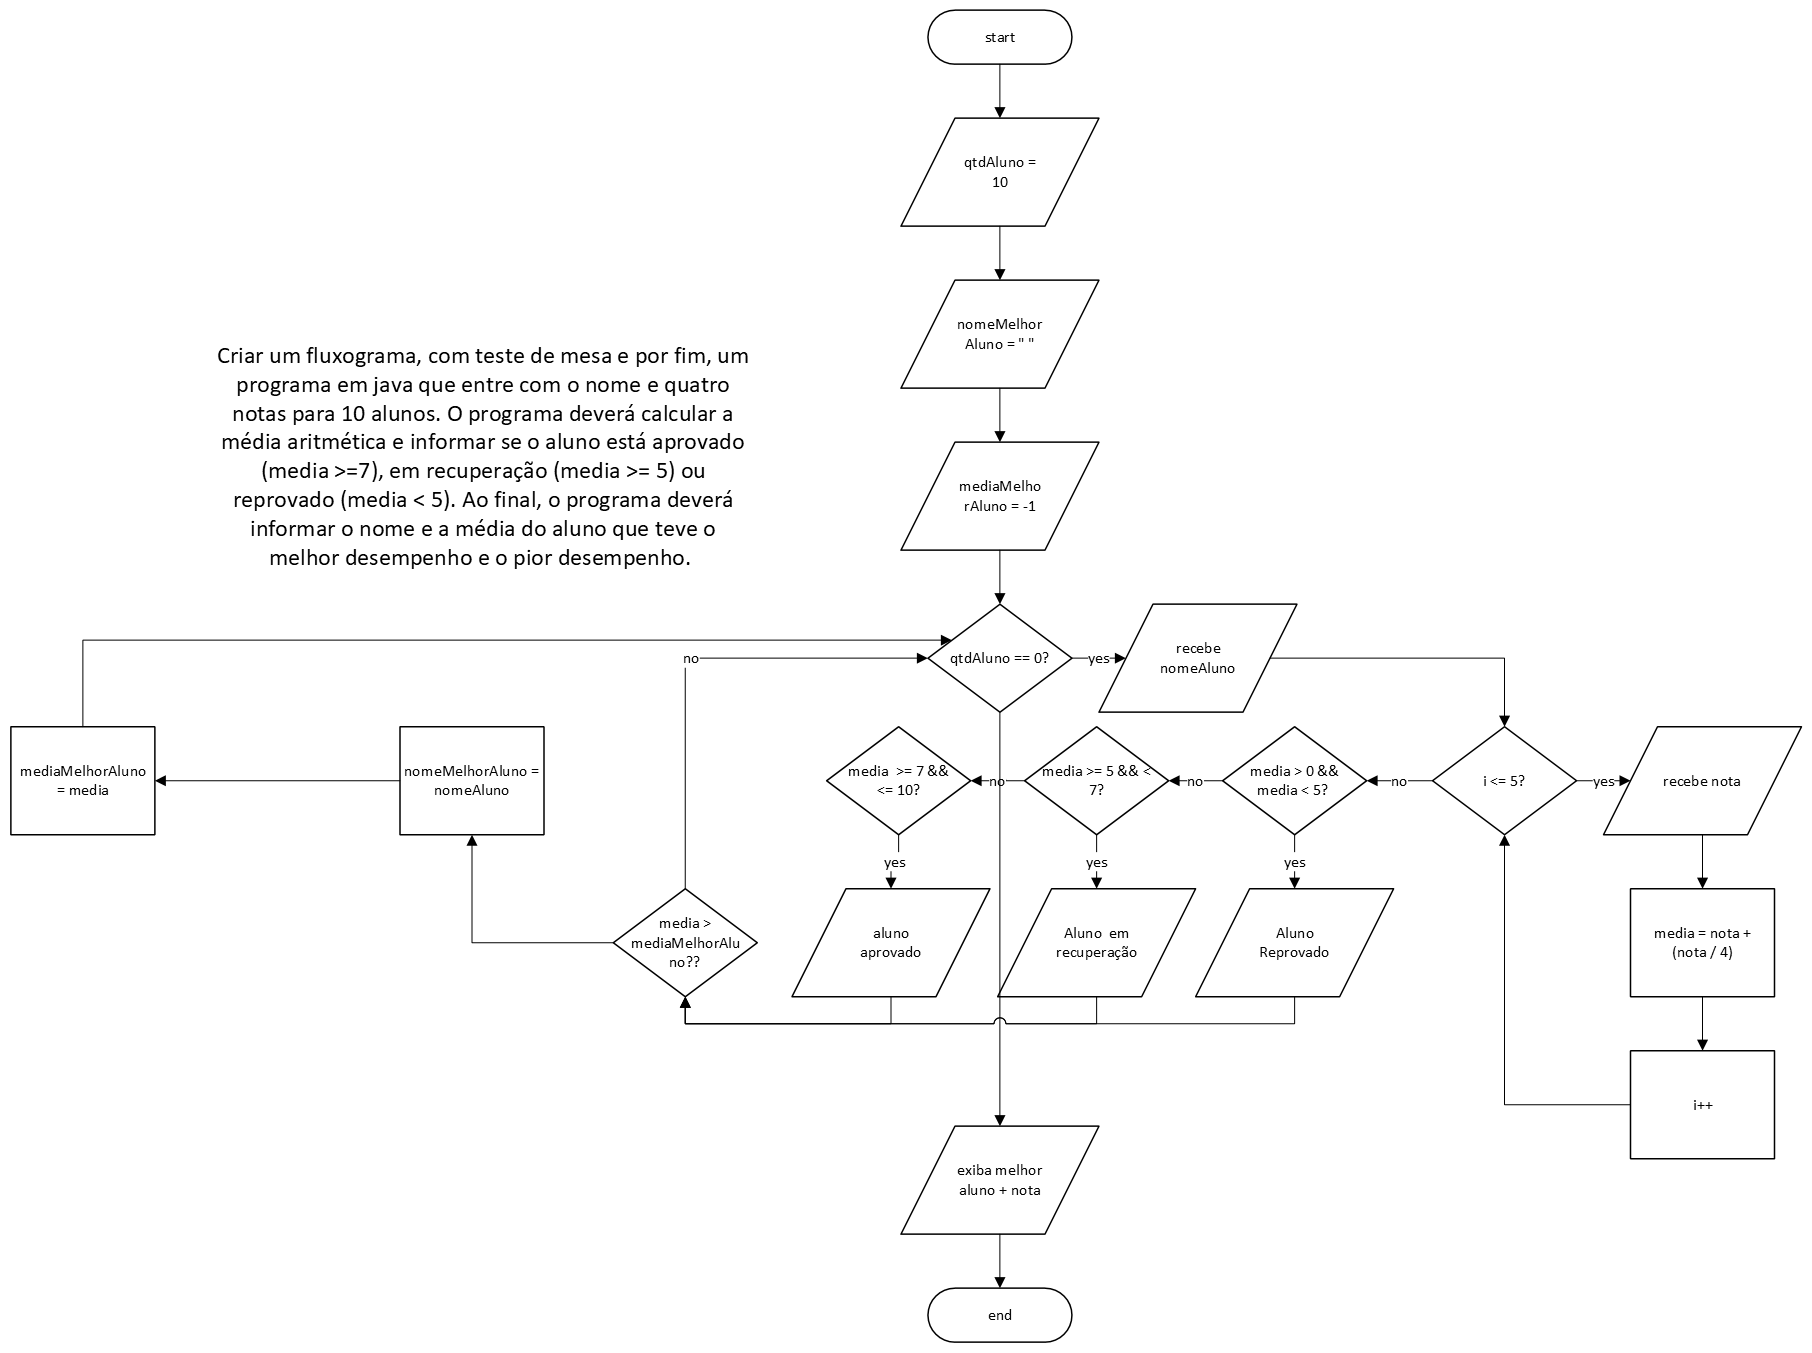 start
qtdAluno =
10
nomeMelhor
Aluno = " "
Criar um fluxograma, com teste de mesa e por fim, um
programa em java que entre com o nome e quatro
notas para 10 alunos. O programa deverá calcular a
média aritmética e informar se o aluno está aprovado
(media >=7), em recuperação (media >= 5) ou
reprovado (media < 5). Ao final, o programa deverá
informar o nome e a média do aluno que teve o
melhor desempenho e o pior desempenho.
mediaMelho
rAluno = -1
qtdAluno == 0?
yes
recebe
nomeAluno
no
mediaMelhorAluno
= media
nomeMelhorAluno =
nomeAluno
media >= 7 &&
<= 10?
no
media >= 5 && <
7?
no
media > 0 &&
media < 5?
no
i <= 5?
yes
recebe nota
yes
yes
yes
media >
mediaMelhorAlu
no??
aluno
aprovado
Aluno em
recuperação
Aluno
Reprovado
media = nota +
(nota / 4)
i++
exiba melhor
aluno + nota
end